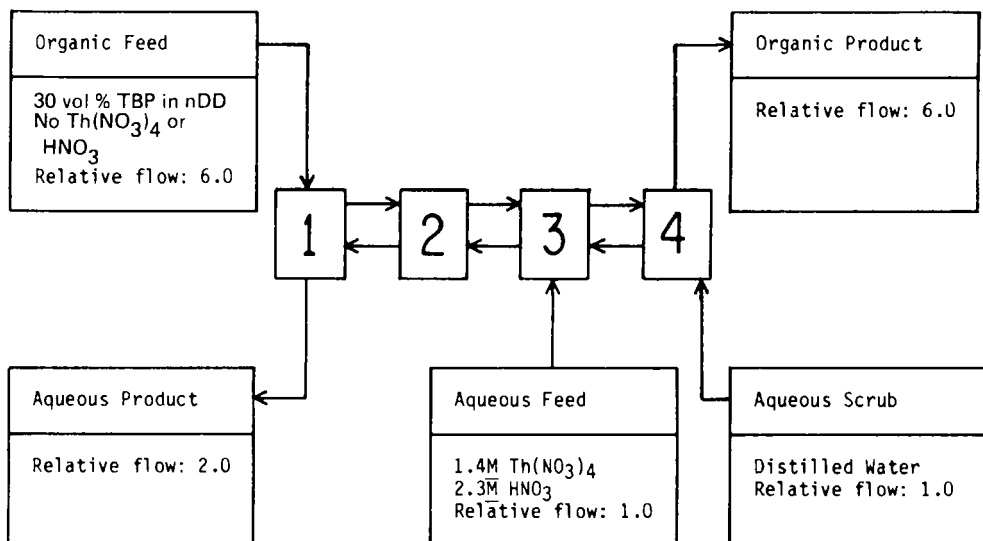 Organic Feed
30 vol % TBP in nDD
No Th(NO3)4 or
HNO3
Relative flow: 6.0
Organic Product
Relative flow: 6.0
1
2
3
4
Aqueous Product
Relative flow: 2.0
Aqueous Feed
1.4M Th(NO3)4
2.3M HNO3
Relative flow: 1.0
Aqueous Scrub
Distilled Water
Relative flow: 1.0